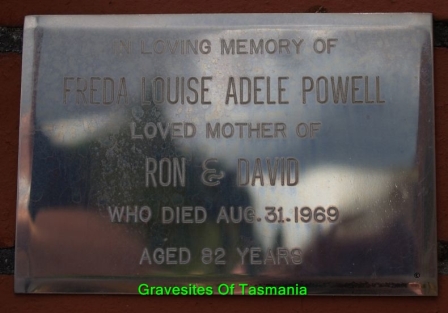 IN LOVING MEMORY OF
FREDA LOUISE ADELE POWELL
LOVED MOTHER OF
RON & DAVID
WHO DIED AUG.31.1969
AGED 82 YEARS
Gravesites Of Tasmania